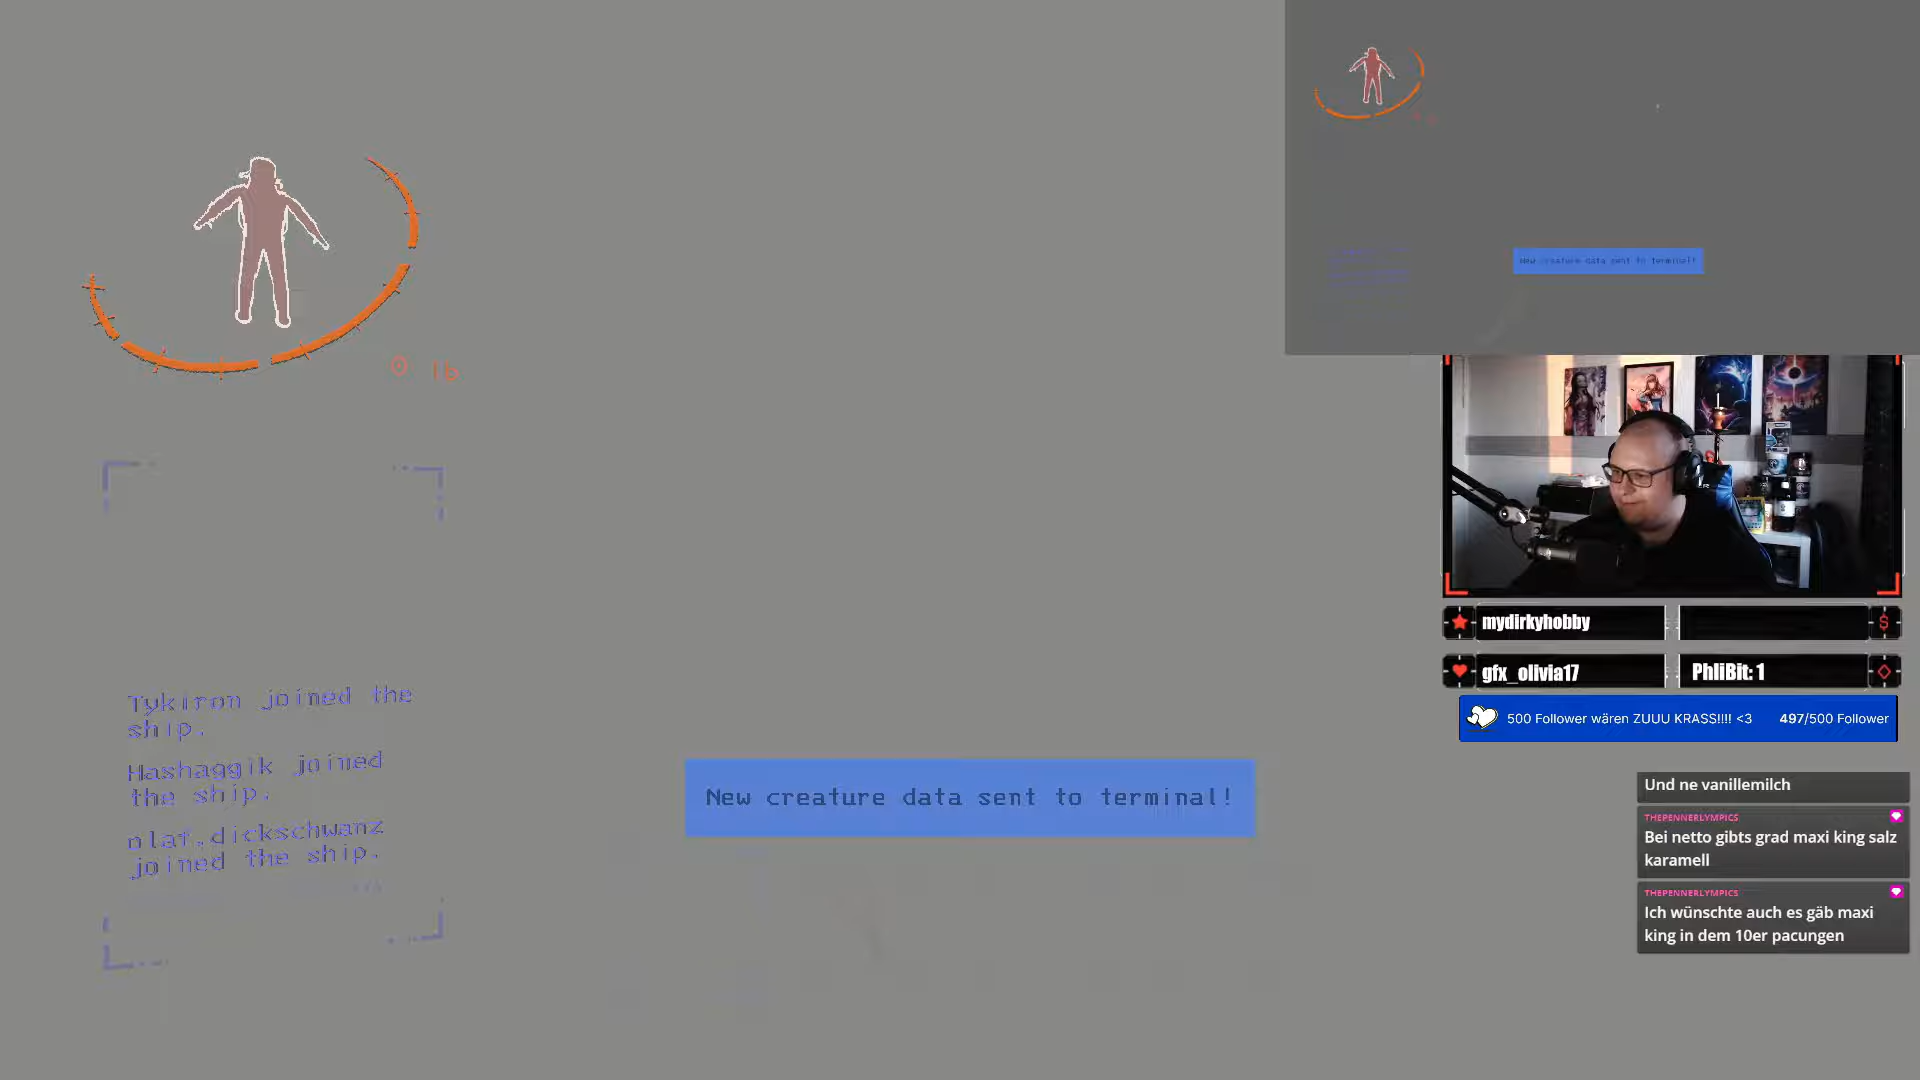 0 lb
Tykiron joined the
ship.
Hashaggik joined
the ship.
olaf.dickschwanz
joined the ship.
New creature data sent to terminal!
New creature data sent to terminal!
mydirkyhobby
$
gfx_olivia17
PhliBit: 1
500 Follower wären ZUUU KRASS!!!! <3
497/500 Follower
Und ne vanillemilch
THEPENNERLYMPICS
Bei netto gibts grad maxi king salz
karamell
THEPENNERLYMPICS
Ich wünschte auch es gäb maxi
king in dem 10er pacungen